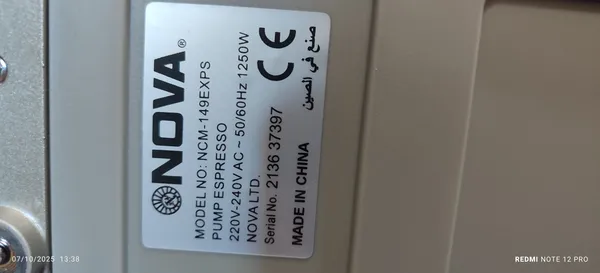 NOVA®
MODEL NO: NCM-149EXPS
PUMP ESPRESSO
220V-240V AC ~ 50/60Hz 1250W
NOVA LTD.
Serial No. 2136 37397
MADE IN CHINA
CE
صنع في الصين
07/10/2025 13:38
REDMI NOTE 12 PRO